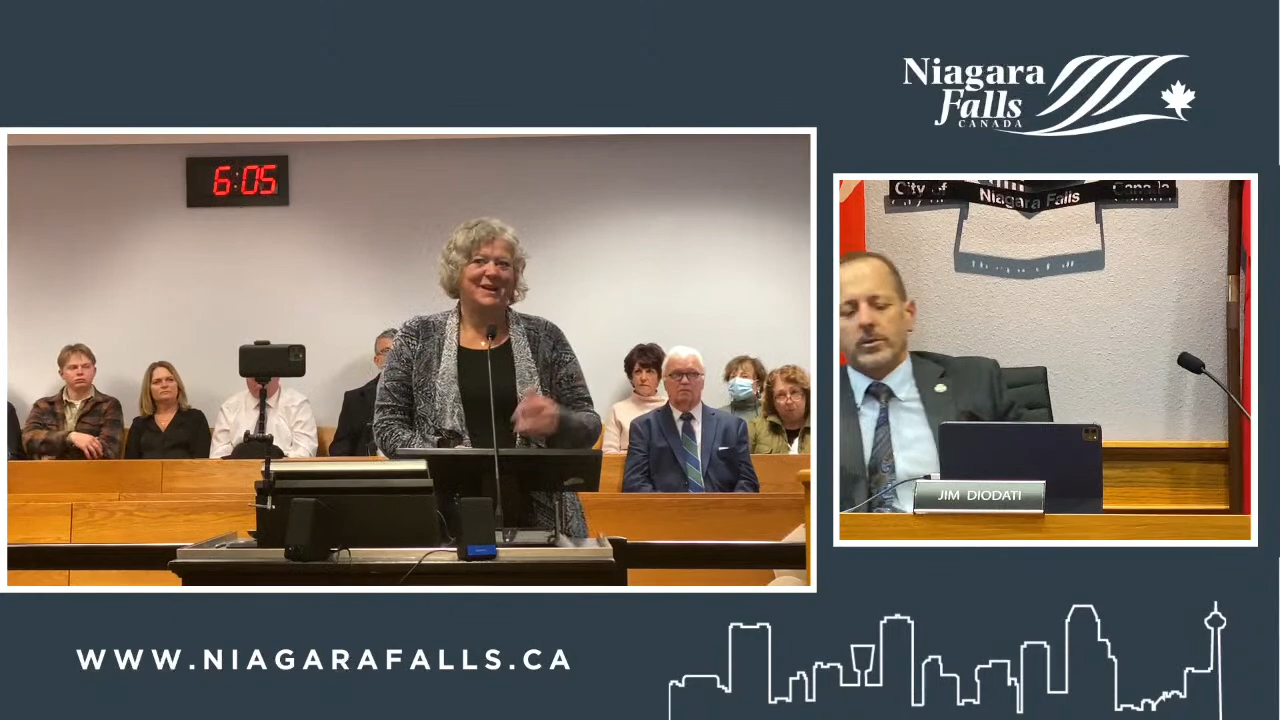 Niagara
Falls
CANADA
6:05
City of
Niagara Falls
Canada
JIM DIODATI
WWW.NIAGARAFALLS.CA